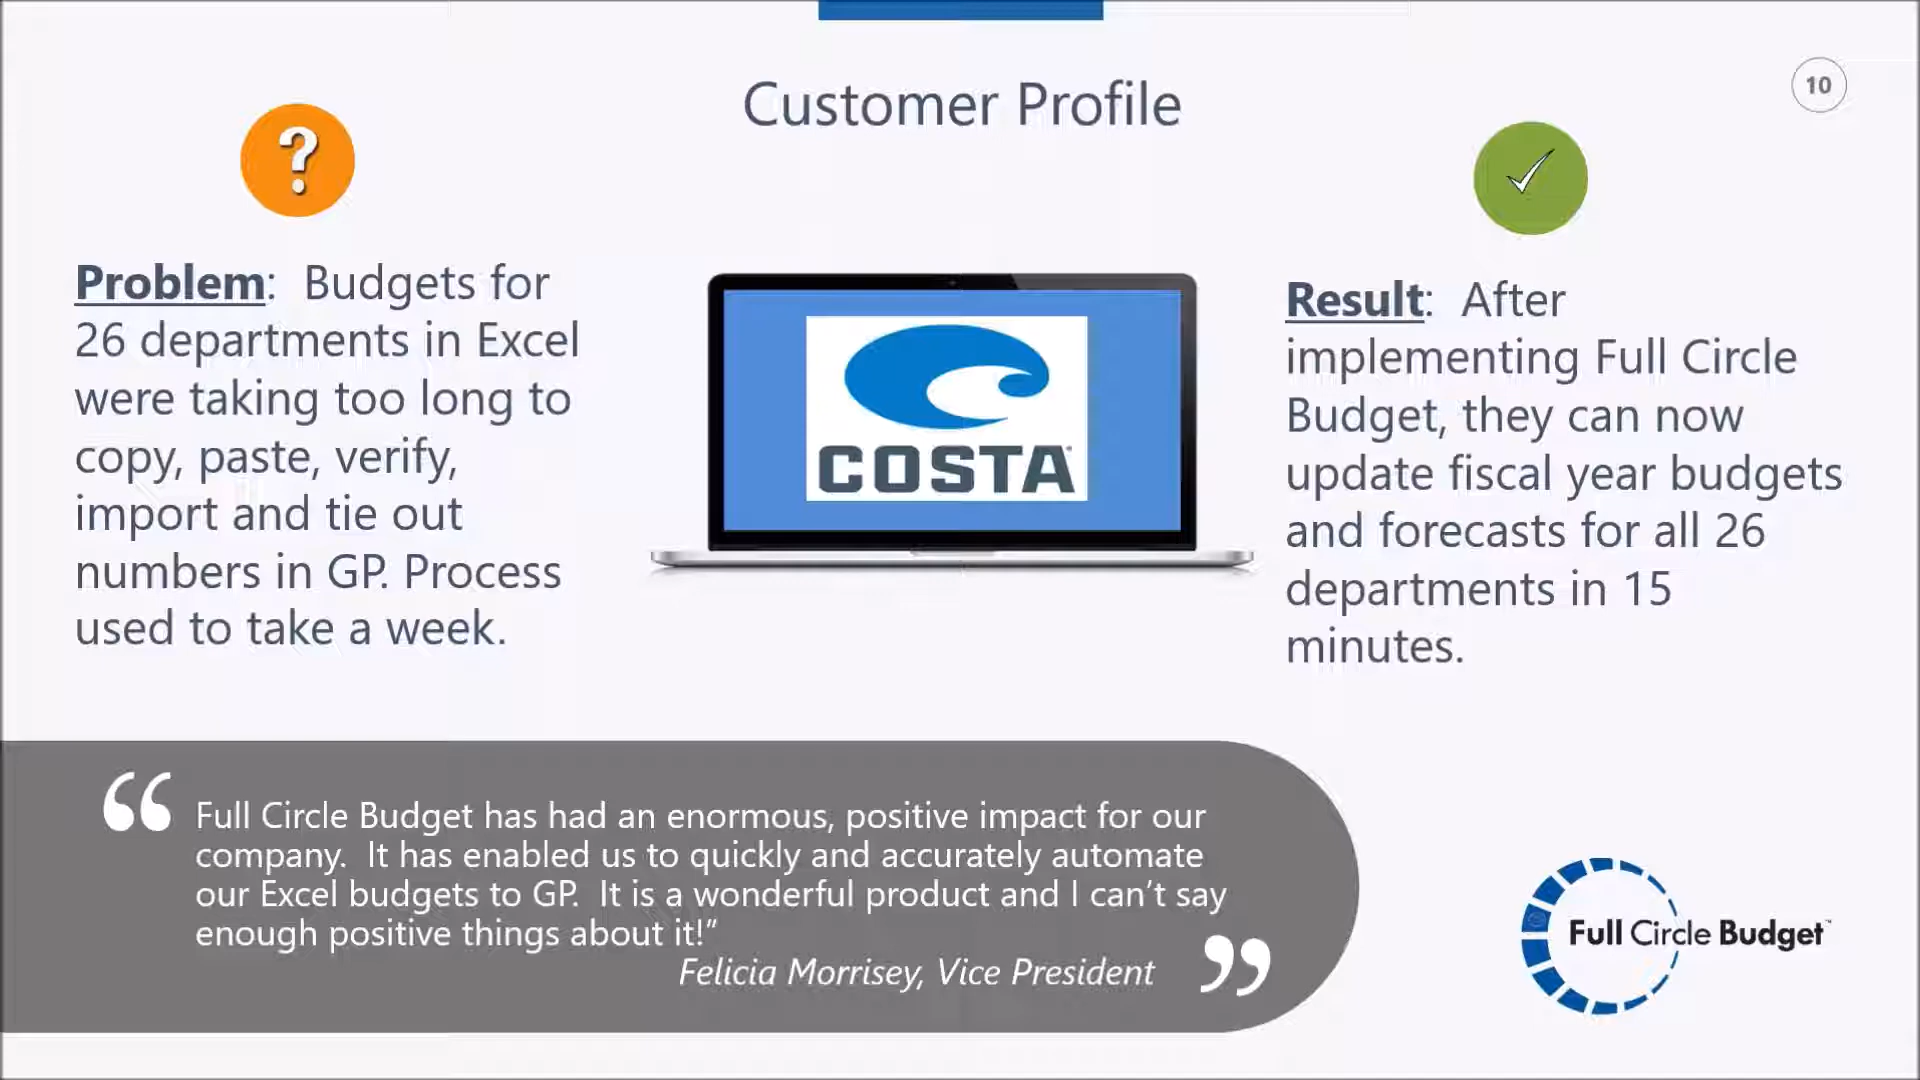 Customer Profile
10
?
Problem:  Budgets for
26 departments in Excel
were taking too long to
copy, paste, verify,
import and tie out
numbers in GP. Process
used to take a week.
COSTA
Result:  After
implementing Full Circle
Budget, they can now
update fiscal year budgets
and forecasts for all 26
departments in 15
minutes.
“ Full Circle Budget has had an enormous, positive impact for our
company.  It has enabled us to quickly and accurately automate
our Excel budgets to GP.  It is a wonderful product and I can’t say
enough positive things about it!”
Felicia Morrisey, Vice President ”
Full Circle Budget™